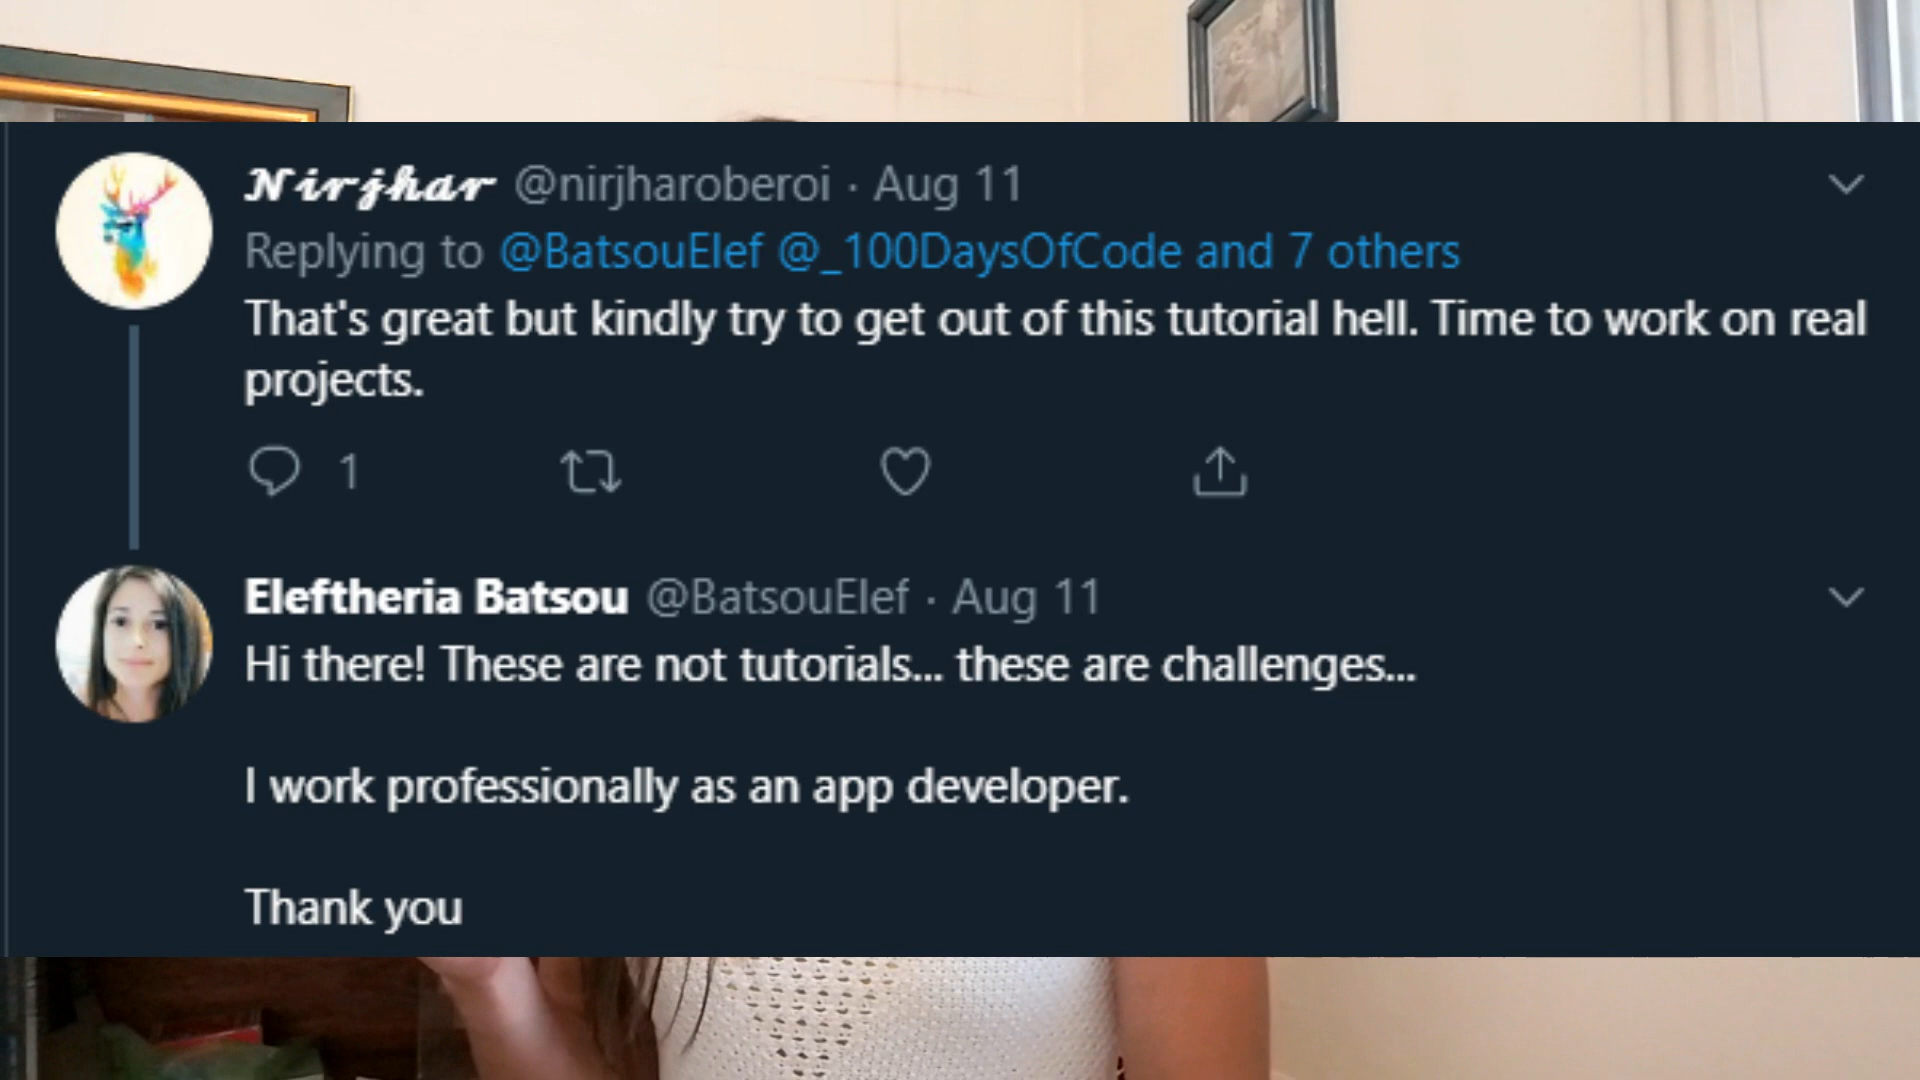 𝓝𝓲𝓻𝓳𝓱𝓪𝓻 @nirjharoberoi · Aug 11
Replying to @BatsouElef @_100DaysOfCode and 7 others
That's great but kindly try to get out of this tutorial hell. Time to work on real
projects.
1
Eleftheria Batsou @BatsouElef · Aug 11
Hi there! These are not tutorials... these are challenges...
I work professionally as an app developer.
Thank you